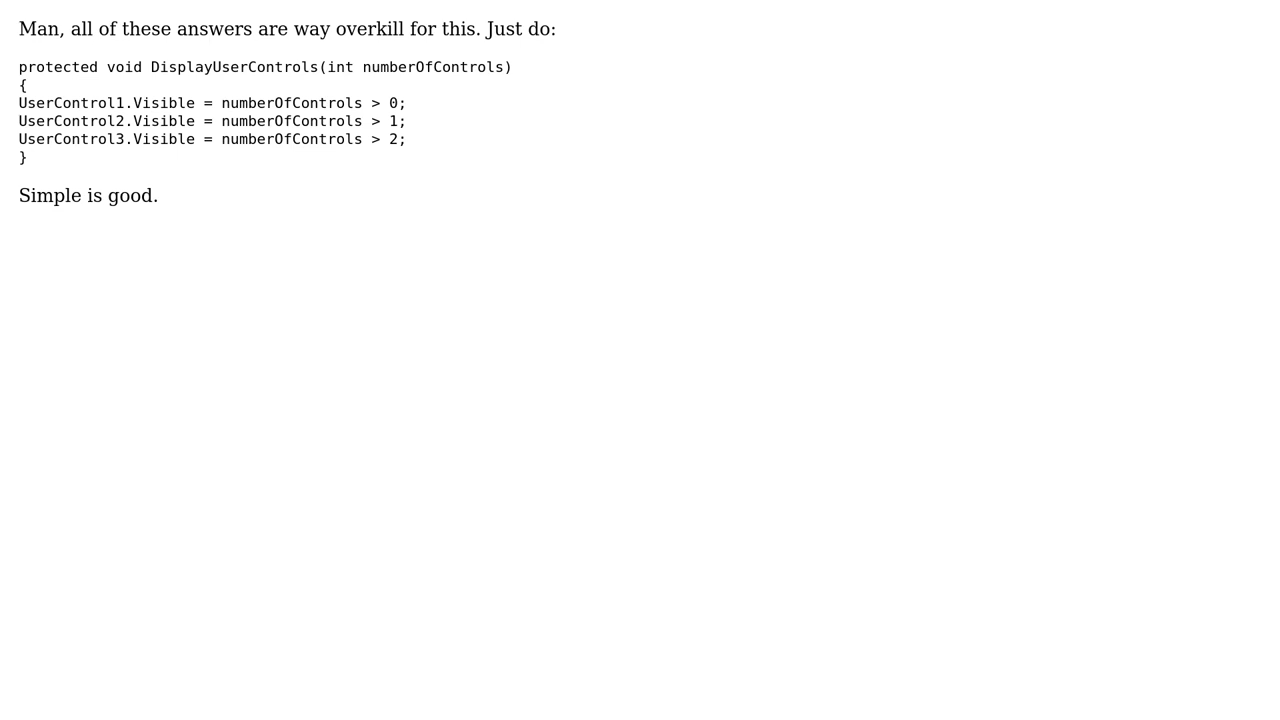 Man, all of these answers are way overkill for this. Just do:
protected void DisplayUserControls(int numberOfControls)
{
UserControl1.Visible = numberOfControls > 0;
UserControl2.Visible = numberOfControls > 1;
UserControl3.Visible = numberOfControls > 2;
}
Simple is good.